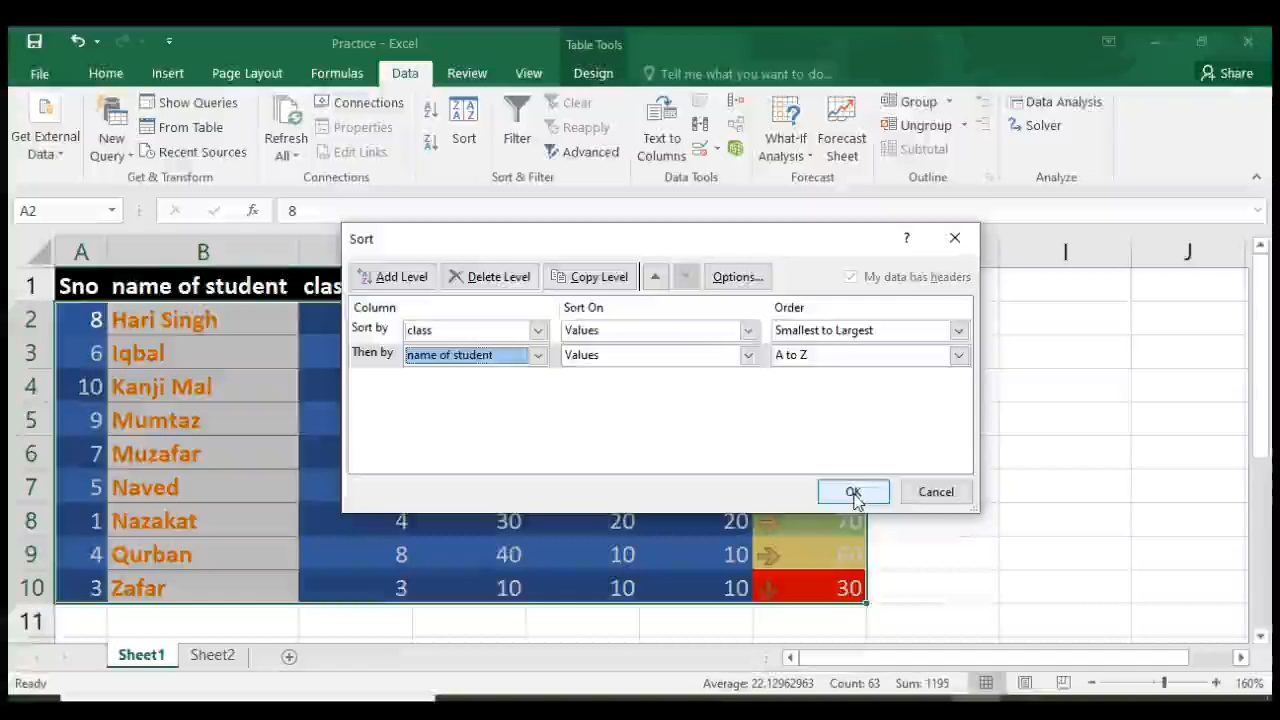 Practice - Excel
Table Tools
File Home Insert Page Layout Formulas Data Review View Design Tell me what you want to do... Share
Get External Data
New Query
Show Queries
From Table
Recent Sources
Get & Transform
Refresh All
Connections
Properties
Edit Links
Connections
Sort
Filter
Clear
Reapply
Advanced
Sort & Filter
Text to Columns
Data Tools
What-If Analysis
Forecast Sheet
Forecast
Group
Ungroup
Subtotal
Outline
Data Analysis
Solver
Analyze
A2 fx 8
Sort ?
Add Level Delete Level Copy Level Options... My data has headers
Column Sort On Order
Sort by class Values Smallest to Largest
Then by name of student Values A to Z
OK Cancel
A B I J
1 Sno name of student clas
2 8 Hari Singh
3 6 Iqbal
4 10 Kanji Mal
5 9 Mumtaz
6 7 Muzafar
7 5 Naved
8 1 Nazakat 4 30 20 20 70
9 4 Qurban 8 40 10 10 60
10 3 Zafar 3 10 10 10 30
11
Sheet1 Sheet2
Ready Average: 22.12962963 Count: 63 Sum: 1195 160%